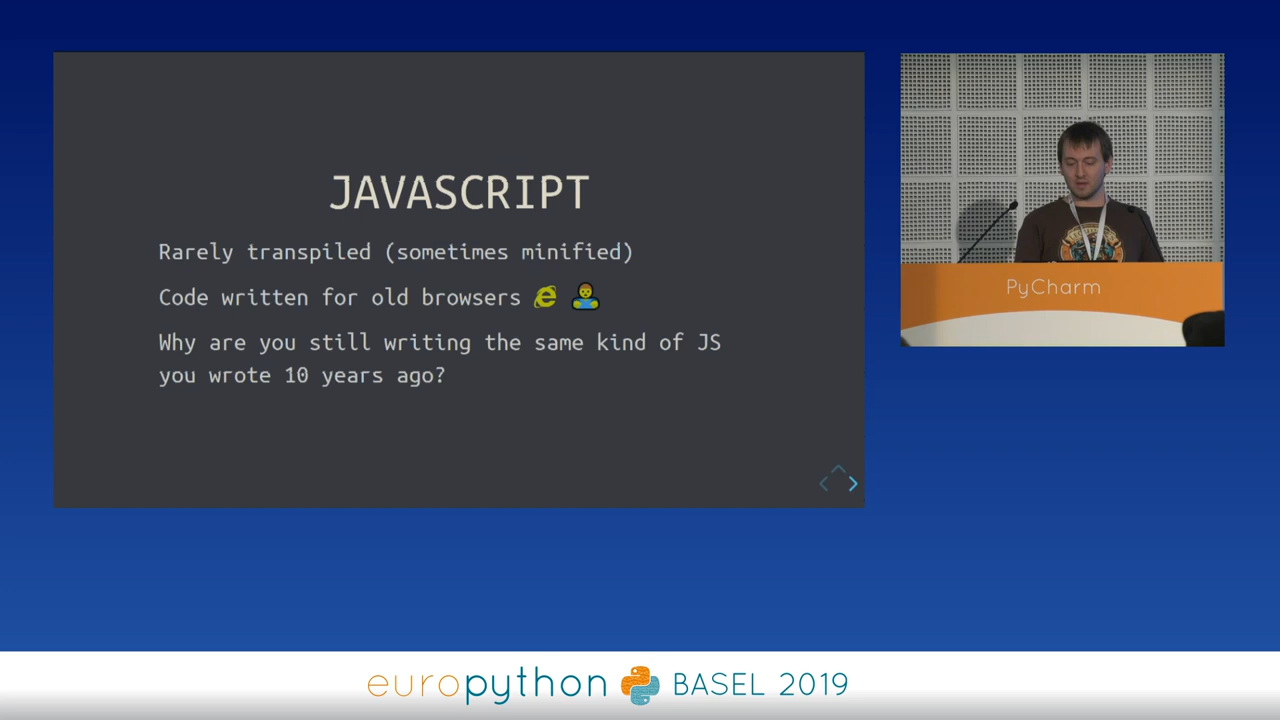 JAVASCRIPT
Rarely transpiled (sometimes minified)
Code written for old browsers
Why are you still writing the same kind of JS
you wrote 10 years ago?
PyCharm
europython BASEL 2019